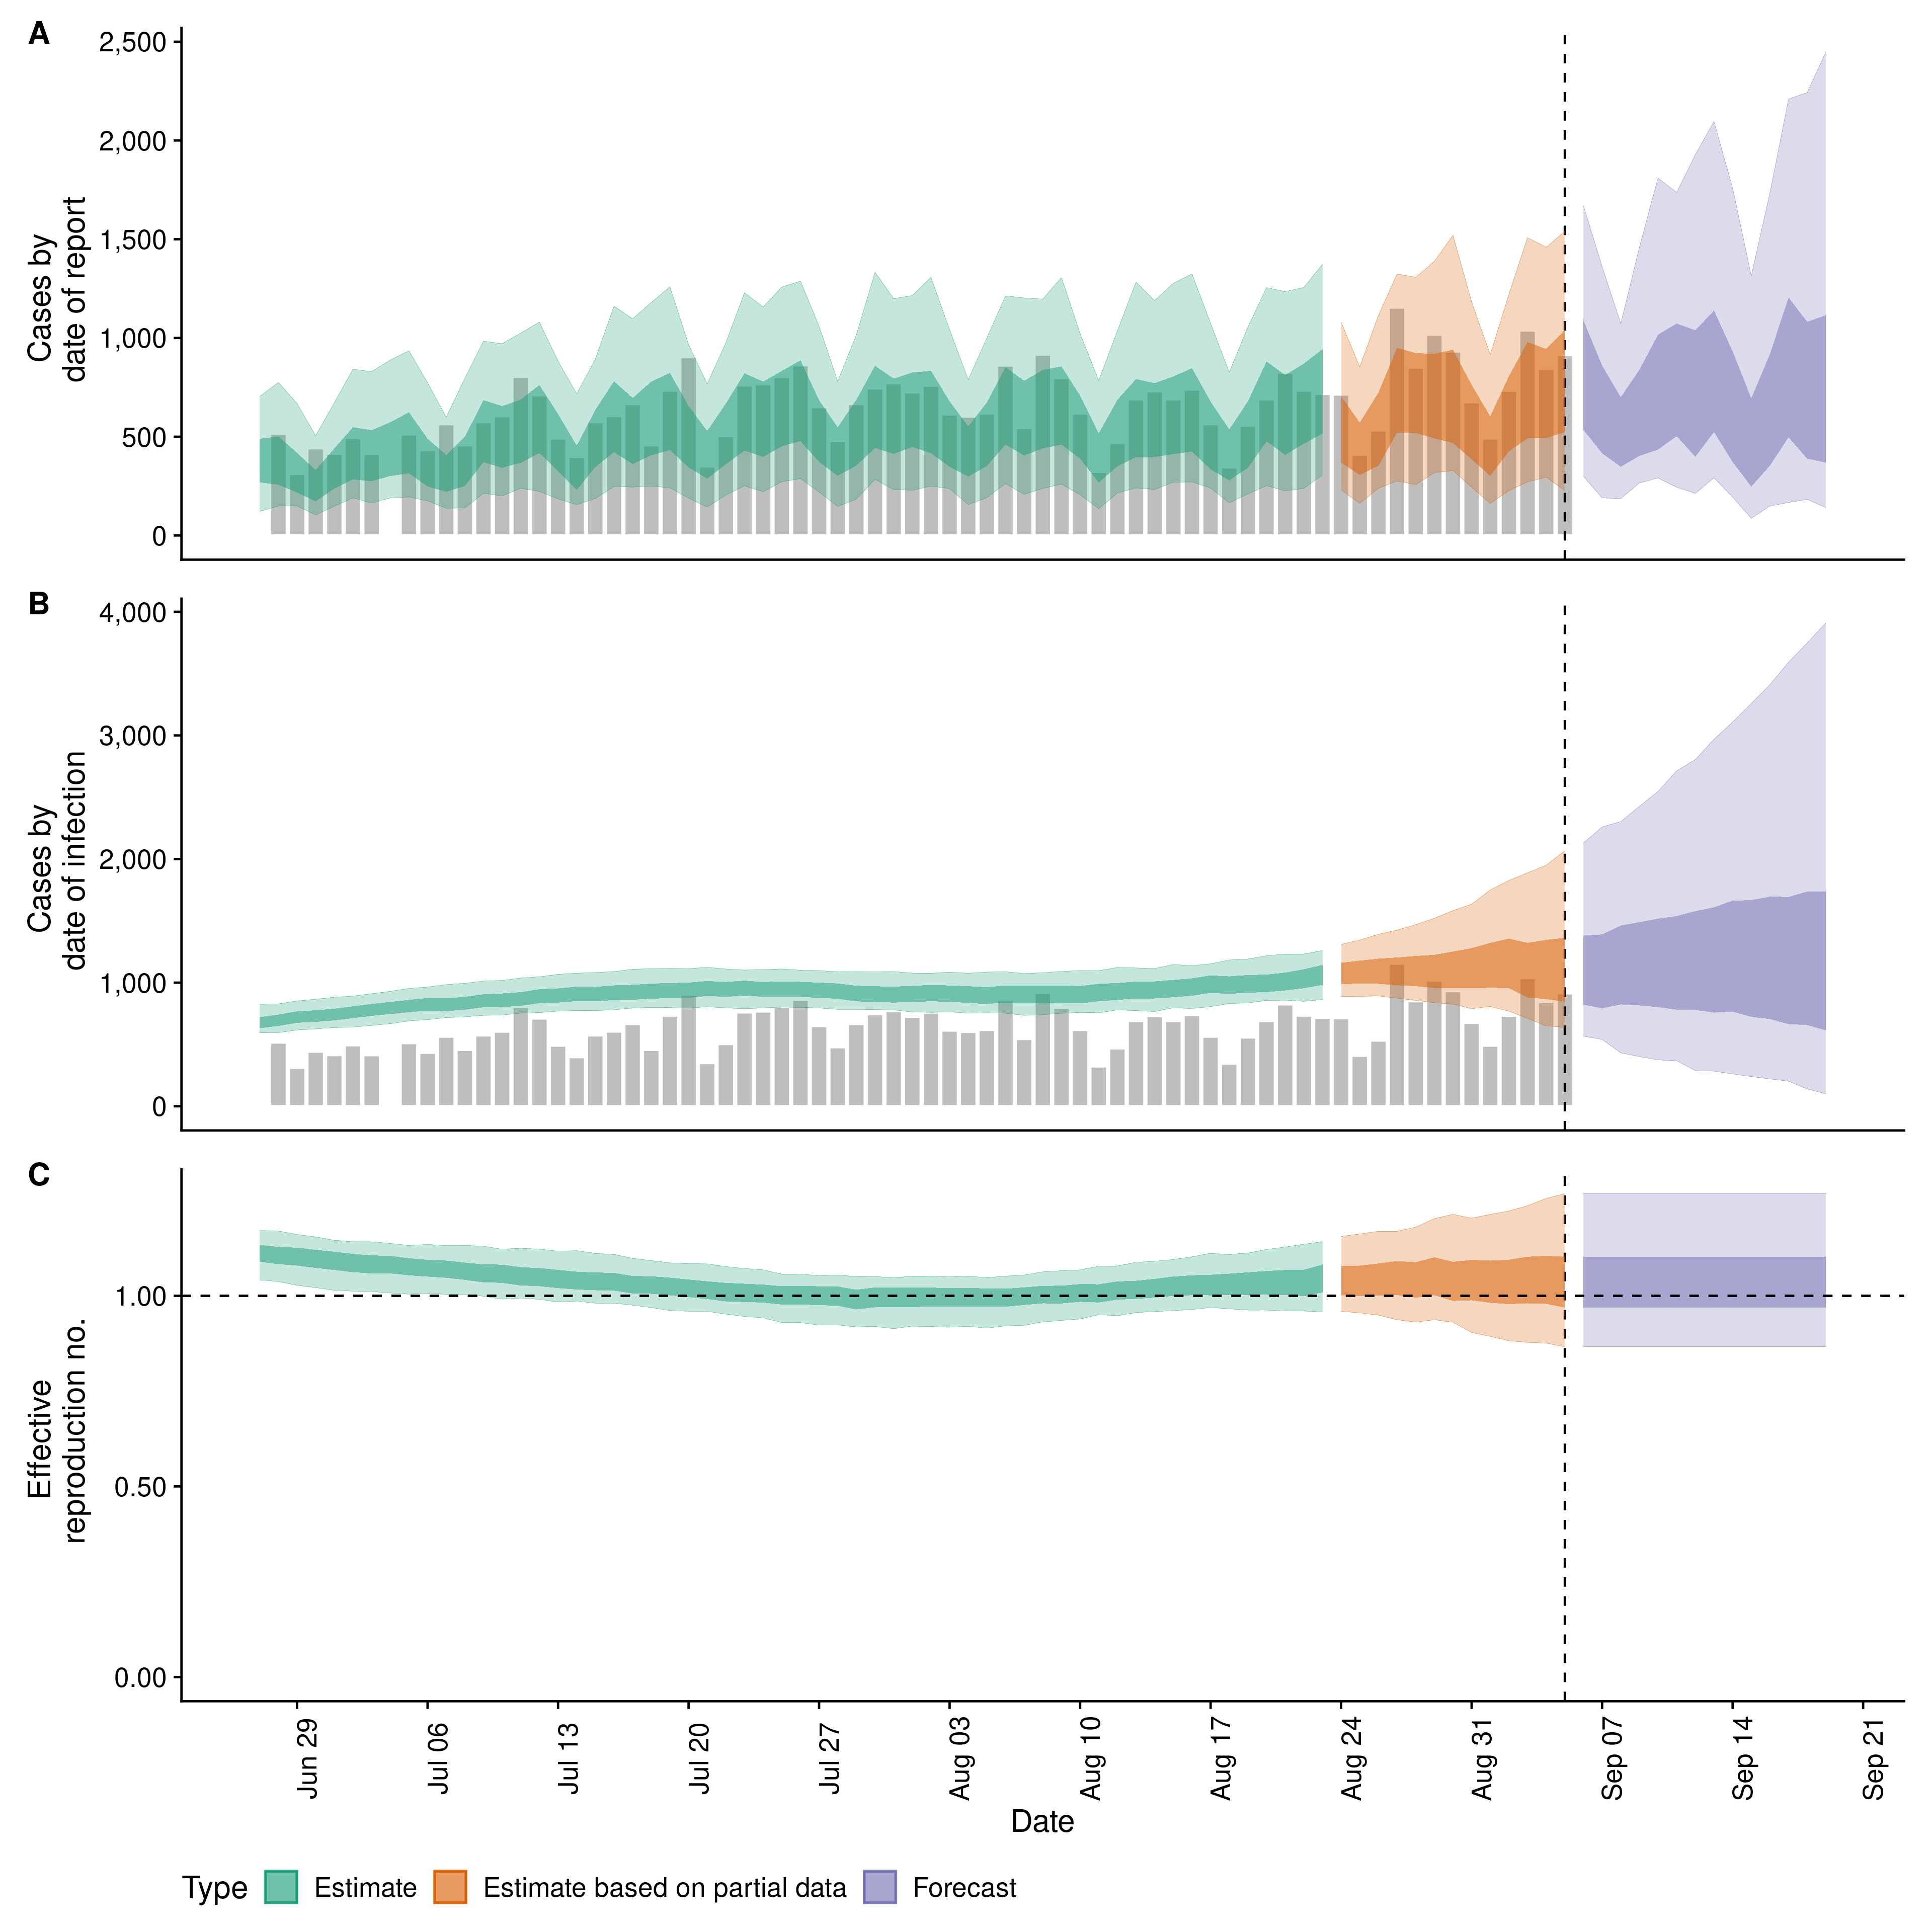 A
2,500
2,000
1,500
1,000
500
0
Cases by
date of report
B
4,000
3,000
2,000
1,000
0
Cases by
date of infection
C
1.00
0.50
0.00
Effective
reproduction no.
Jun 29
Jul 06
Jul 13
Jul 20
Jul 27
Aug 03
Aug 10
Aug 17
Aug 24
Aug 31
Sep 07
Sep 14
Sep 21
Date
Type Estimate Estimate based on partial data Forecast